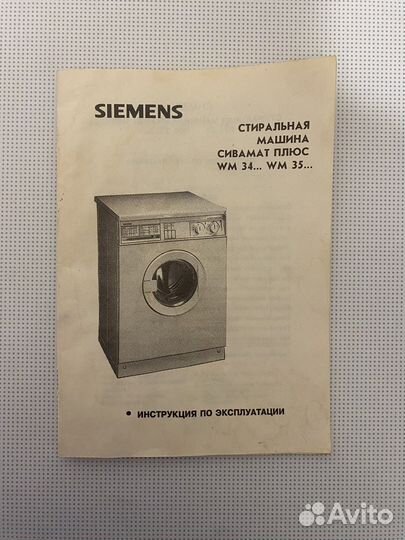 SIEMENS
СТИРАЛЬНАЯ
МАШИНА
СИВАМАТ ПЛЮС
WM 34... WM 35...
• ИНСТРУКЦИЯ ПО ЭКСПЛУАТАЦИИ
Avito